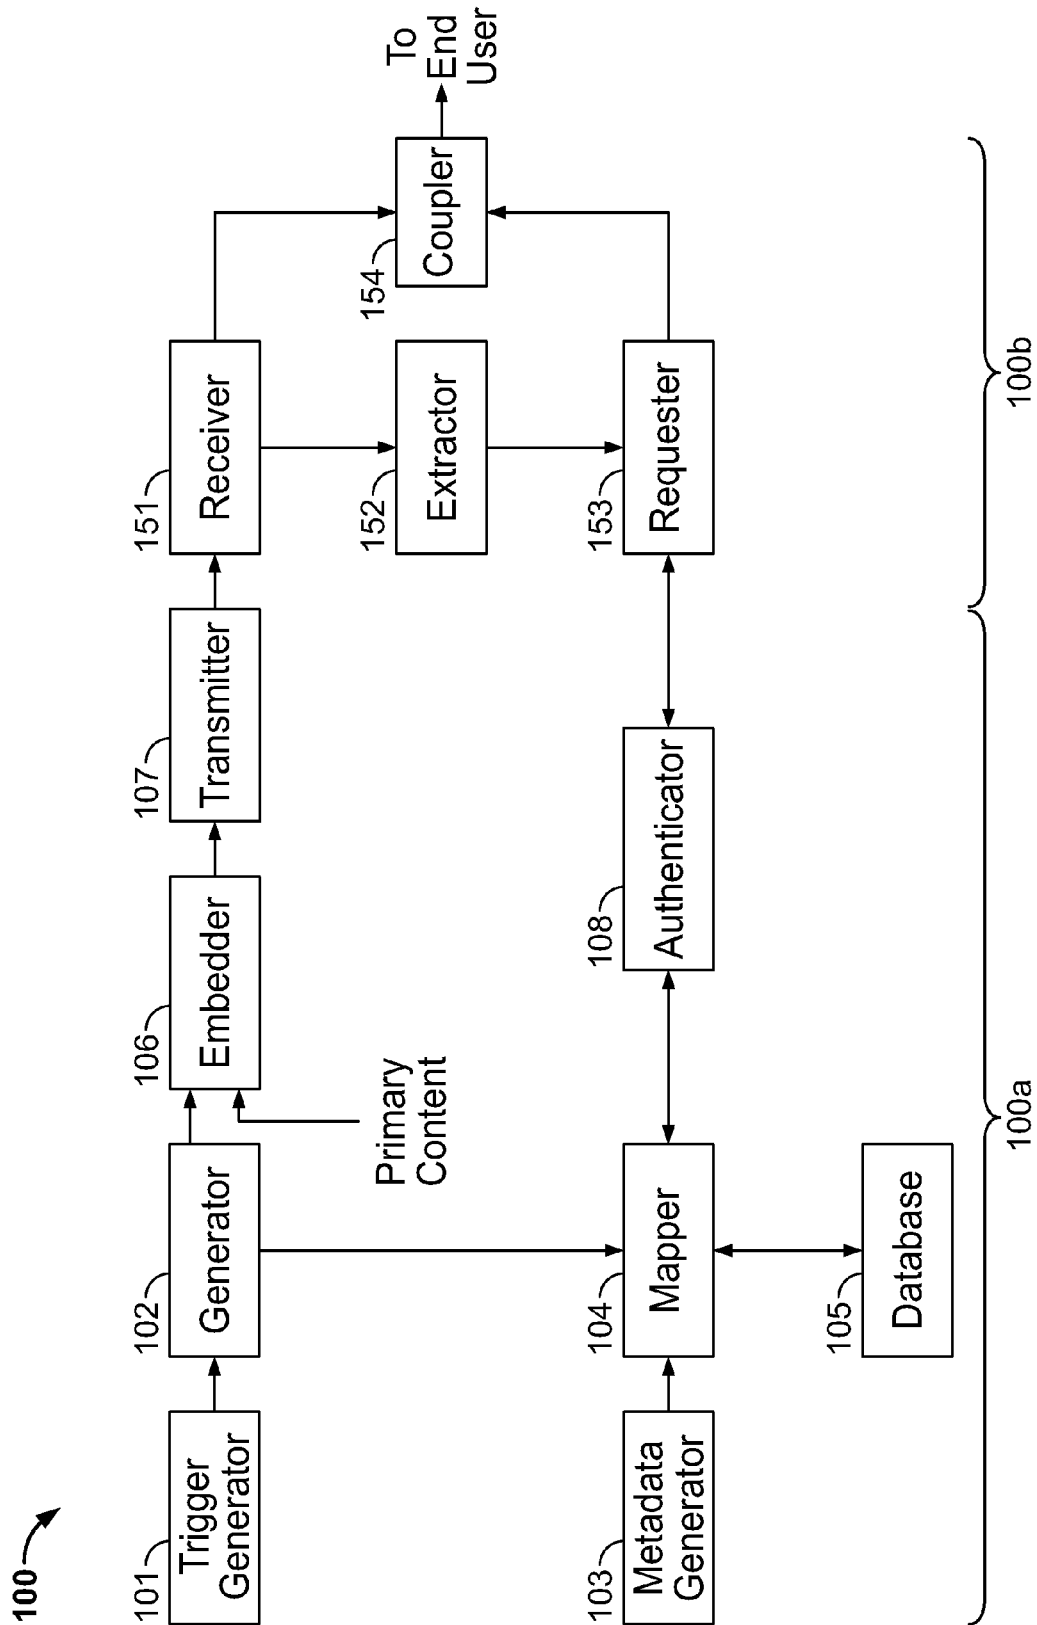 100
101
Trigger
Generator
102
Generator
106
Embedder
107
Transmitter
151
Receiver
Primary
Content
152
Extractor
154
Coupler
To
End
User
103
Metadata
Generator
104
Mapper
108
Authenticator
153
Requester
105
Database
100a
100b